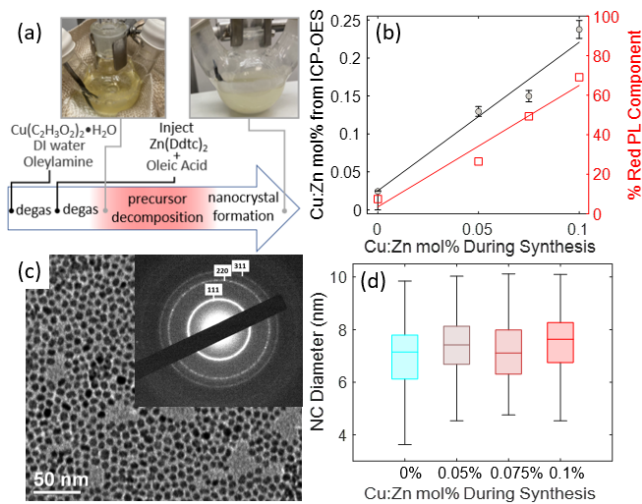 (a)
Cu(C₂H₃O₂)₂•H₂O
DI water
Oleylamine
Inject
Zn(Ddtc)₂
+
Oleic Acid
degas
degas
precursor
decomposition
nanocrystal
formation
(b)
Cu:Zn mol% from ICP-OES
0.25
0.2
0.15
0.1
0.05
0
100
80
60
40
20
0
% Red PL Component
0
0.05
0.1
Cu:Zn mol% During Synthesis
(c)
111
220
311
50 nm
(d)
NC Diameter (nm)
10
8
6
4
0%
0.05%
0.075%
0.1%
Cu:Zn mol% During Synthesis